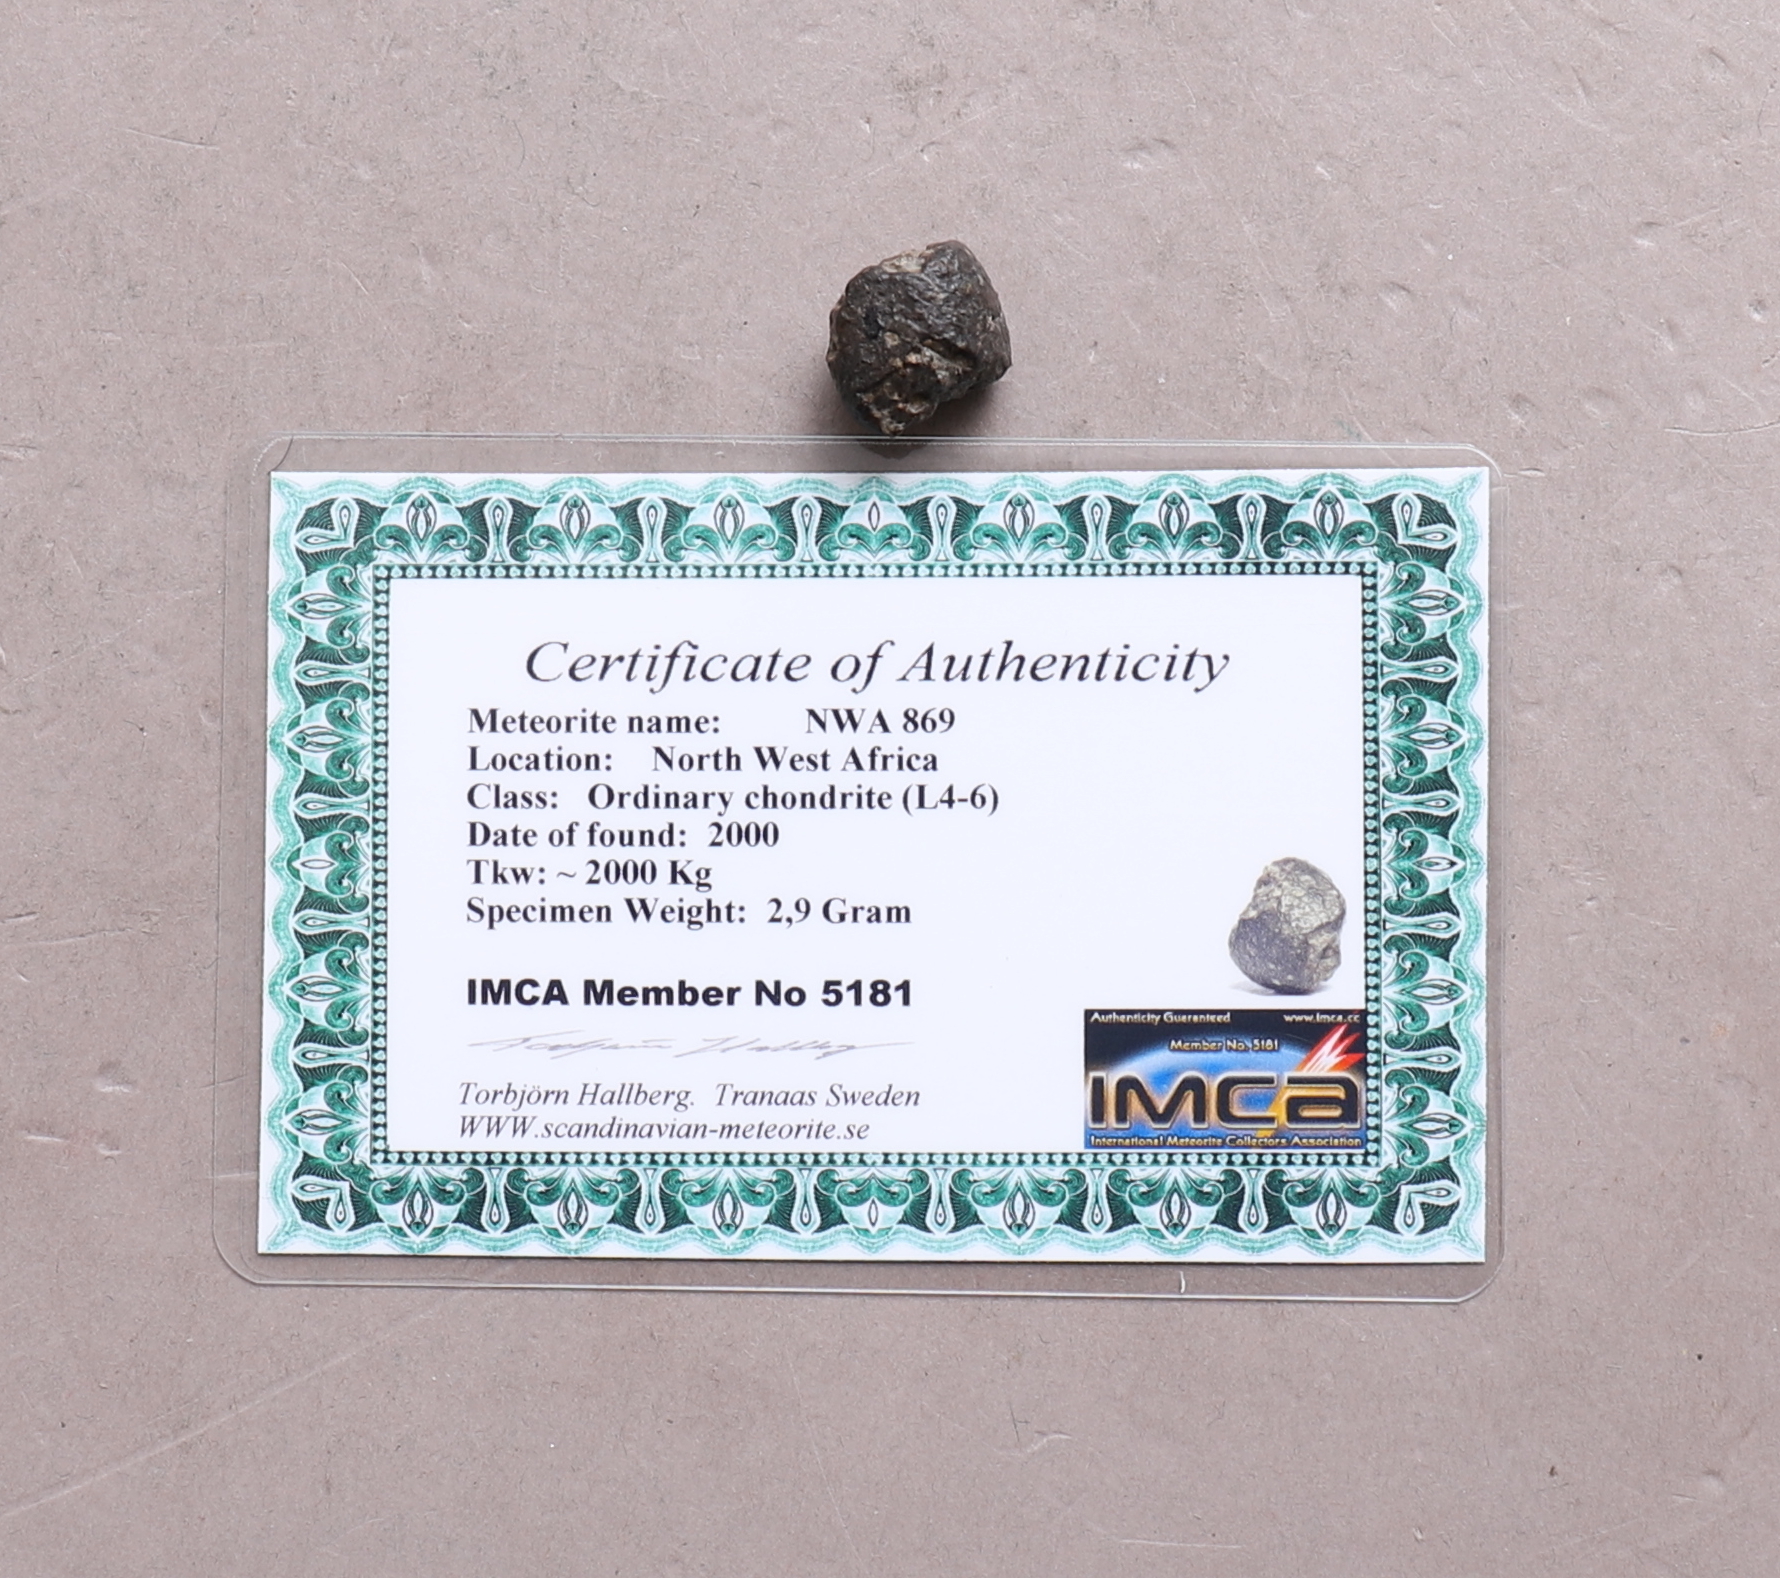 Certificate of Authenticity
Meteorite name: NWA 869
Location: North West Africa
Class: Ordinary chondrite (L4-6)
Date of found: 2000
Tkw: ~ 2000 Kg
Specimen Weight: 2,9 Gram
IMCA Member No 5181
Torbjörn Hallberg
Torbjörn Hallberg. Tranaas Sweden
WWW.scandinavian-meteorite.se
Authenticity Guaranteed www.imca.cc
Member No. 5181
IMCA
International Meteorite Collectors Association